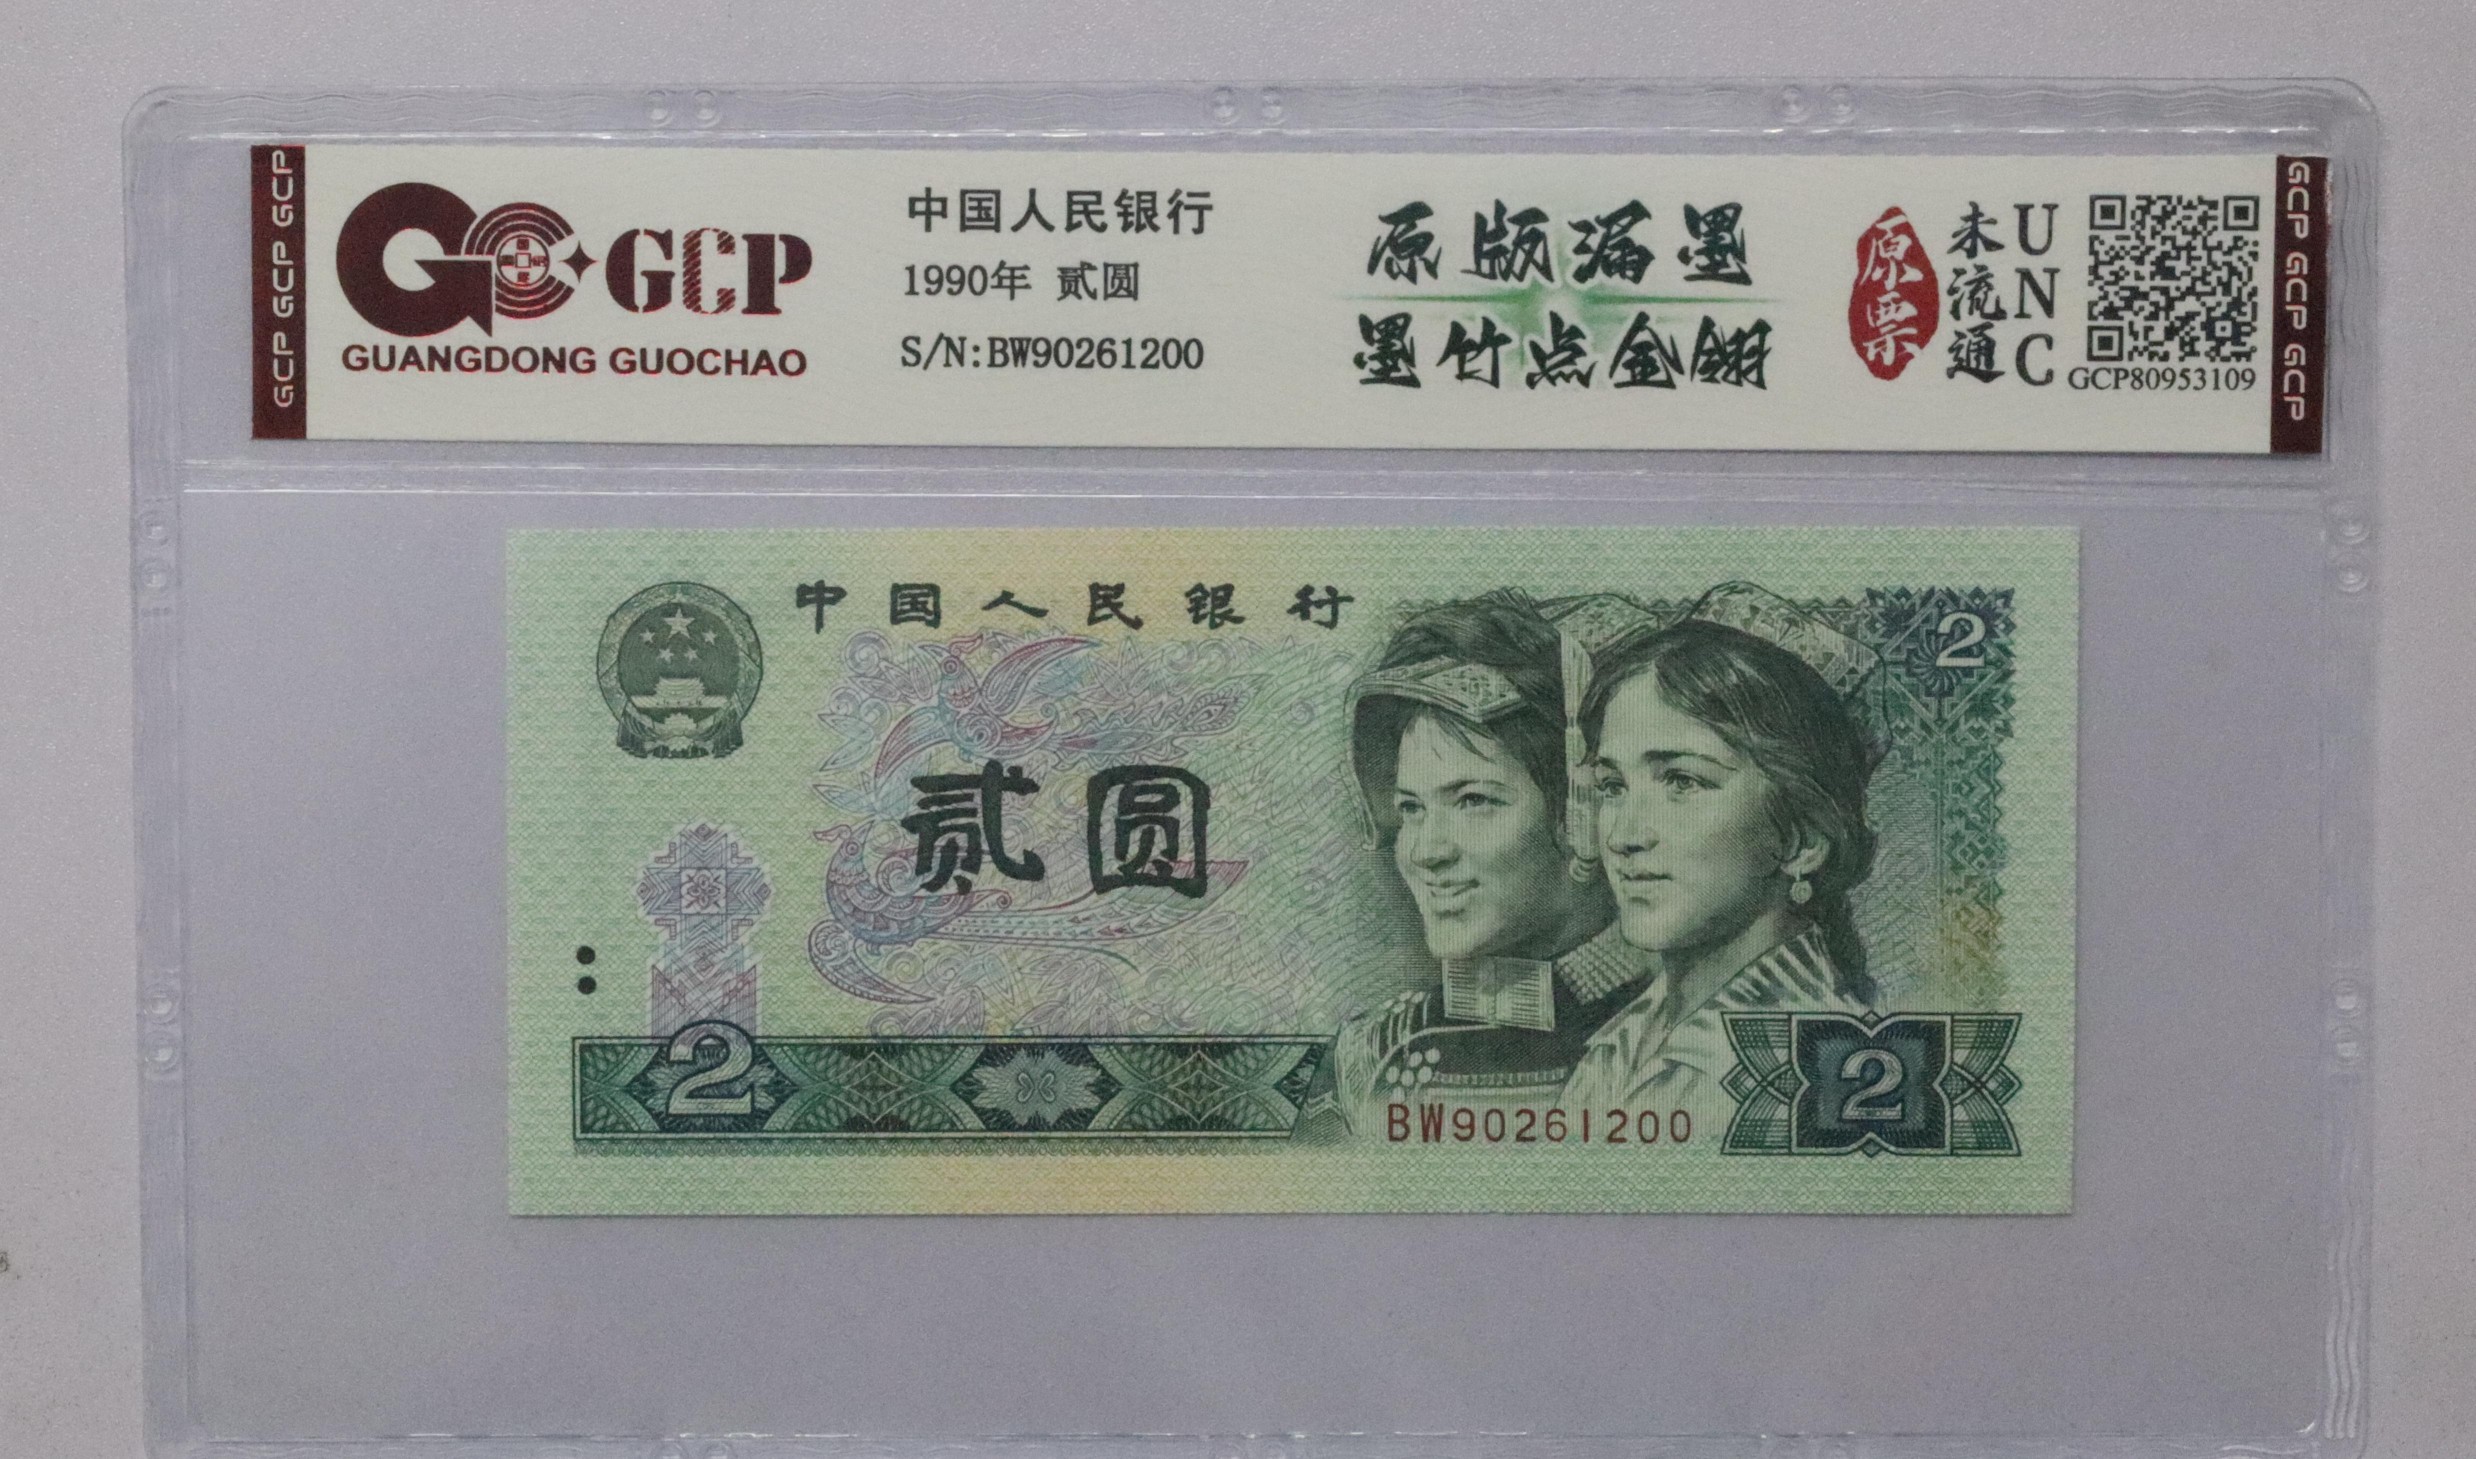 GCP GCP GCP
GCP
GUANGDONG GUOCHAO
中国人民银行
1990年 贰圆
S/N:BW90261200
原版漏墨
墨竹点金翎
原票
未流通
UNC
GCP80953109
GCP GCP GCP
中国人民银行
2
贰圆
2
BW90261200
2